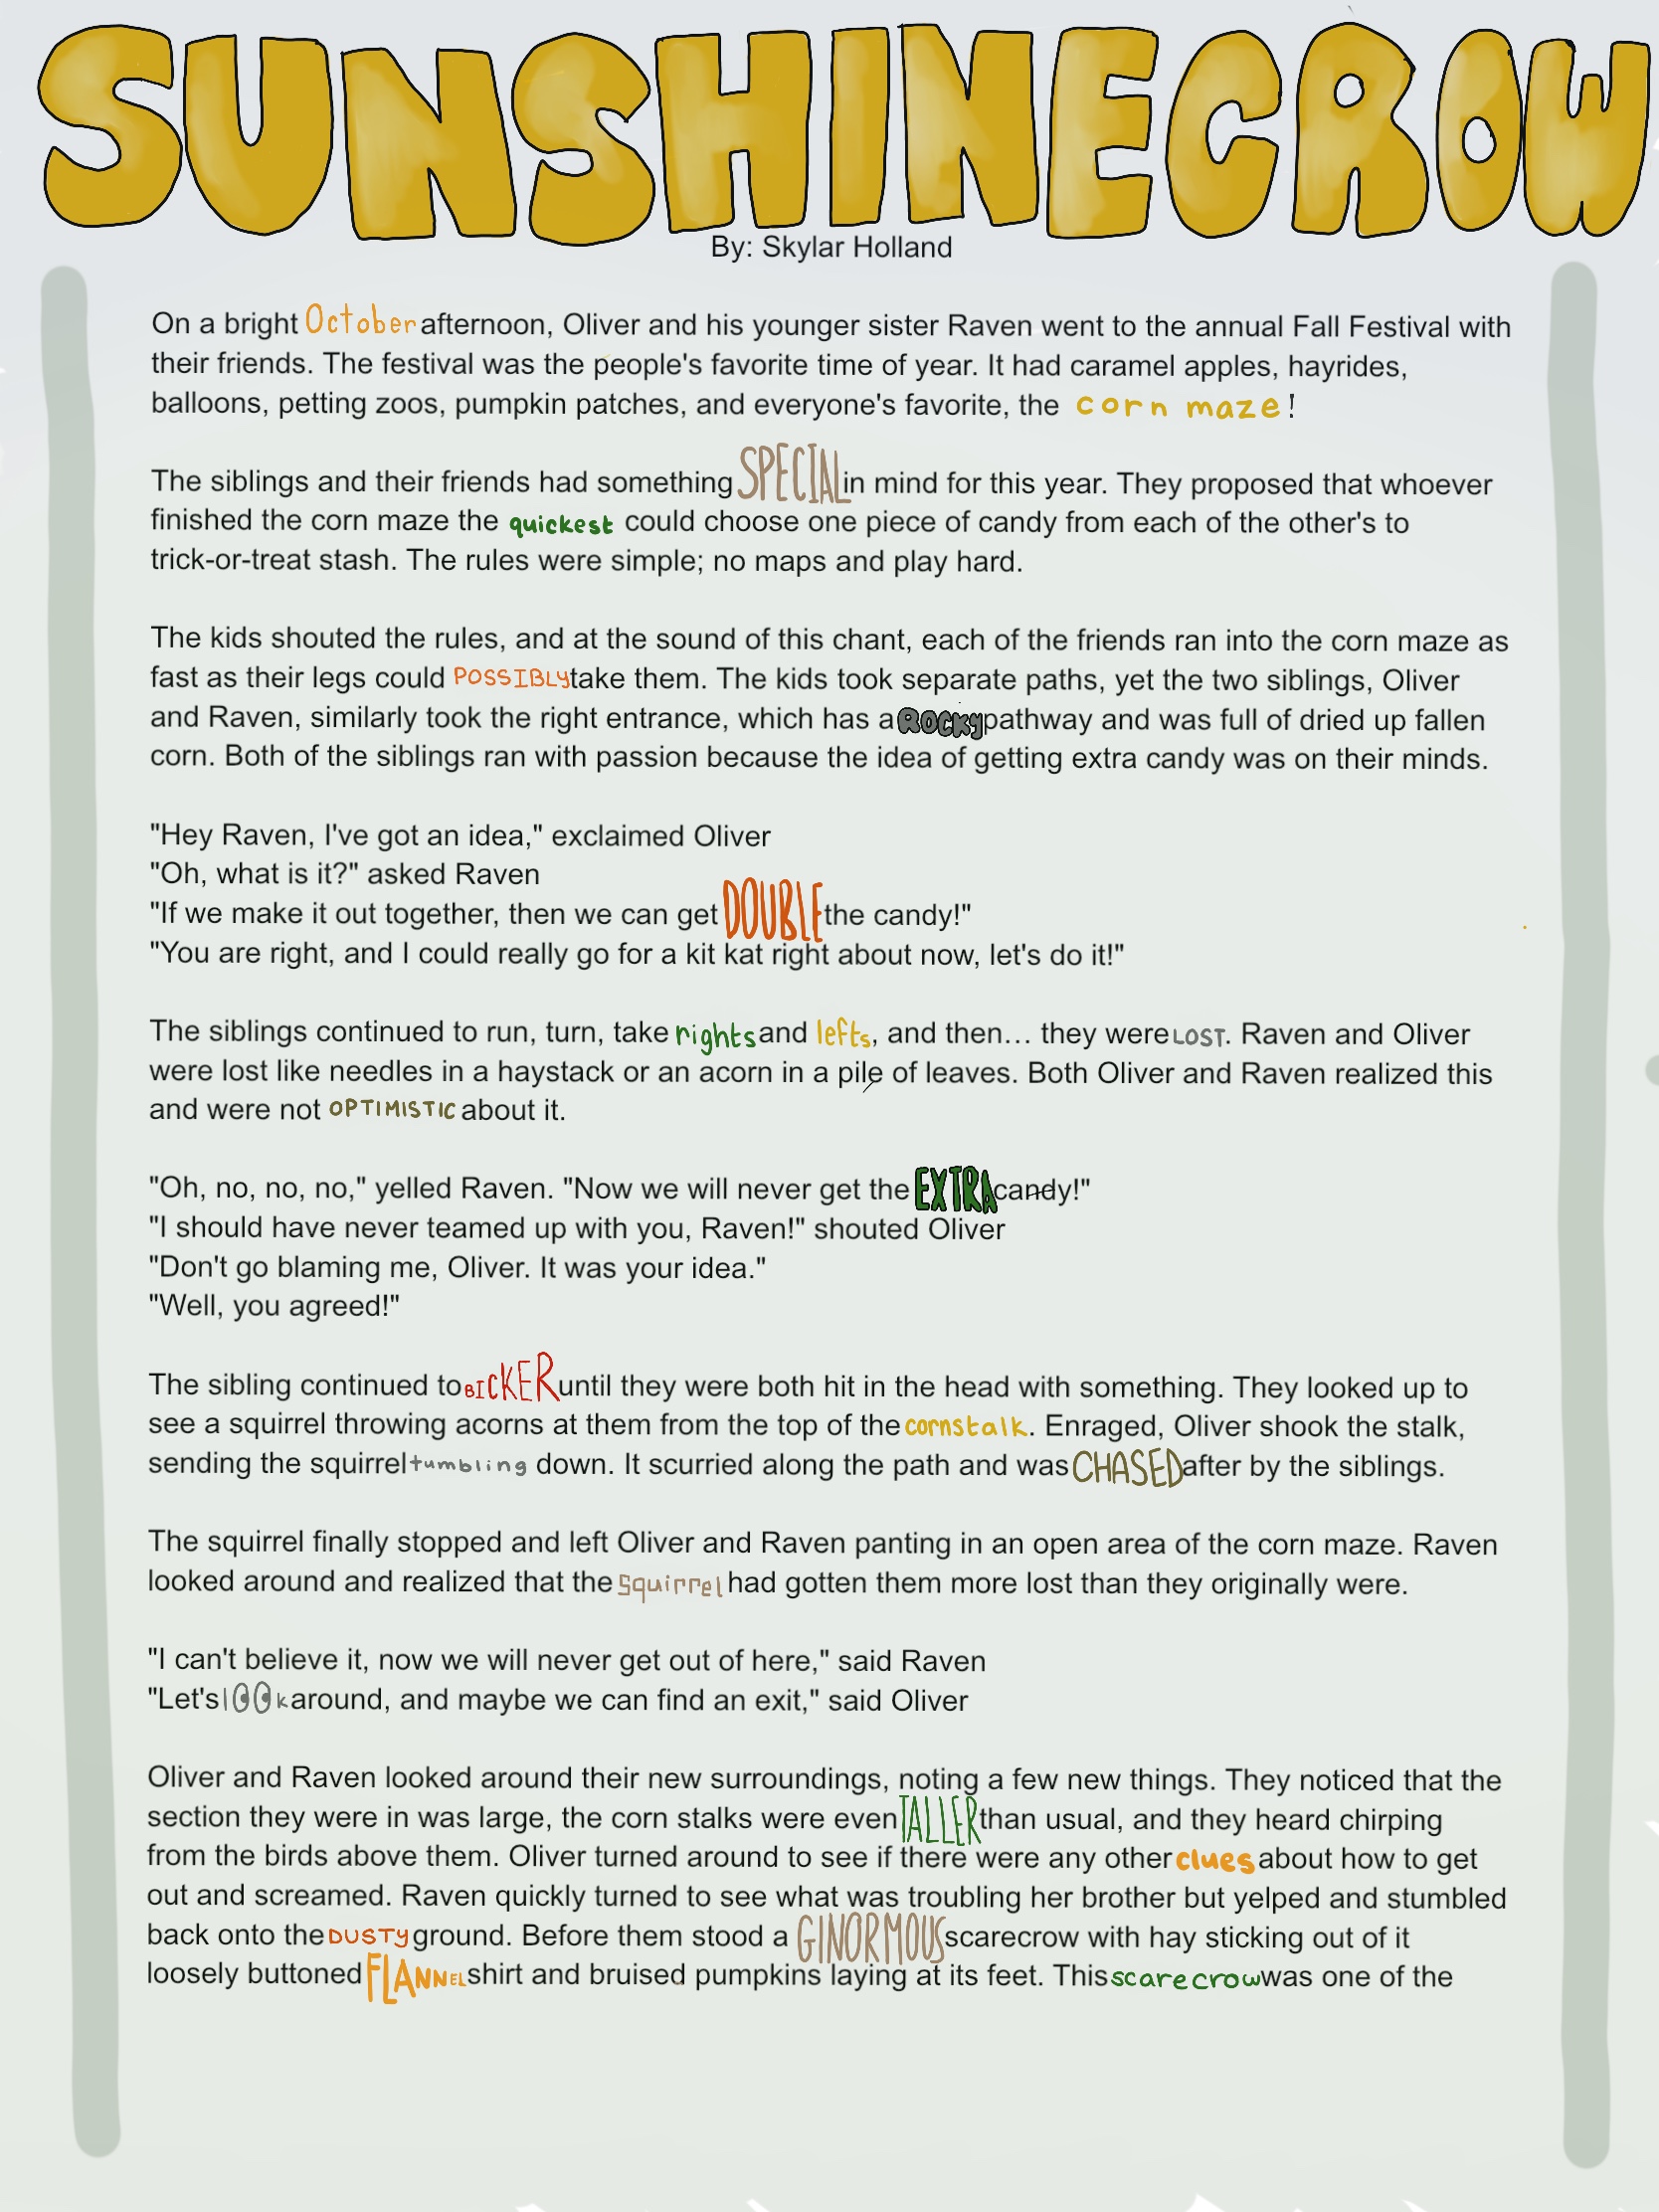 SUNSHINECROW
By: Skylar Holland
On a bright October afternoon, Oliver and his younger sister Raven went to the annual Fall Festival with
their friends. The festival was the people's favorite time of year. It had caramel apples, hayrides,
balloons, petting zoos, pumpkin patches, and everyone's favorite, the corn maze!
The siblings and their friends had something SPECIAL in mind for this year. They proposed that whoever
finished the corn maze the quickest could choose one piece of candy from each of the other's to
trick-or-treat stash. The rules were simple; no maps and play hard.
The kids shouted the rules, and at the sound of this chant, each of the friends ran into the corn maze as
fast as their legs could POSSIBLY take them. The kids took separate paths, yet the two siblings, Oliver
and Raven, similarly took the right entrance, which has a ROCKY pathway and was full of dried up fallen
corn. Both of the siblings ran with passion because the idea of getting extra candy was on their minds.
"Hey Raven, I've got an idea," exclaimed Oliver
"Oh, what is it?" asked Raven
"If we make it out together, then we can get DOUBLE the candy!"
"You are right, and I could really go for a kit kat right about now, let's do it!"
The siblings continued to run, turn, take rights and lefts, and then… they were LOST. Raven and Oliver
were lost like needles in a haystack or an acorn in a pile of leaves. Both Oliver and Raven realized this
and were not OPTIMISTIC about it.
"Oh, no, no, no," yelled Raven. "Now we will never get the EXTRA candy!"
"I should have never teamed up with you, Raven!" shouted Oliver
"Don't go blaming me, Oliver. It was your idea."
"Well, you agreed!"
The sibling continued to BICKER until they were both hit in the head with something. They looked up to
see a squirrel throwing acorns at them from the top of the cornstalk. Enraged, Oliver shook the stalk,
sending the squirrel tumbling down. It scurried along the path and was CHASED after by the siblings.
The squirrel finally stopped and left Oliver and Raven panting in an open area of the corn maze. Raven
looked around and realized that the squirrel had gotten them more lost than they originally were.
"I can't believe it, now we will never get out of here," said Raven
"Let's look around, and maybe we can find an exit," said Oliver
Oliver and Raven looked around their new surroundings, noting a few new things. They noticed that the
section they were in was large, the corn stalks were even TALLER than usual, and they heard chirping
from the birds above them. Oliver turned around to see if there were any other clues about how to get
out and screamed. Raven quickly turned to see what was troubling her brother but yelped and stumbled
back onto the DUSTY ground. Before them stood a GINORMOUS scarecrow with hay sticking out of it
loosely buttoned FLANNEL shirt and bruised pumpkins laying at its feet. This scarecrow was one of the